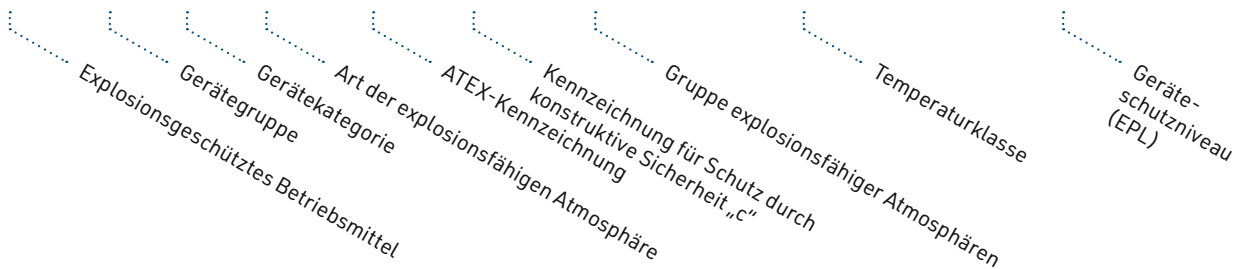 Explosionsgeschütztes Betriebsmittel
Gerätegruppe
Gerätekategorie
Art der explosionsfähigen Atmosphäre
ATEX-Kennzeichnung
Kennzeichnung für Schutz durch
konstruktive Sicherheit „c“
Gruppe explosionsfähiger Atmosphären
Temperaturklasse
Geräte-
schutzniveau
(EPL)